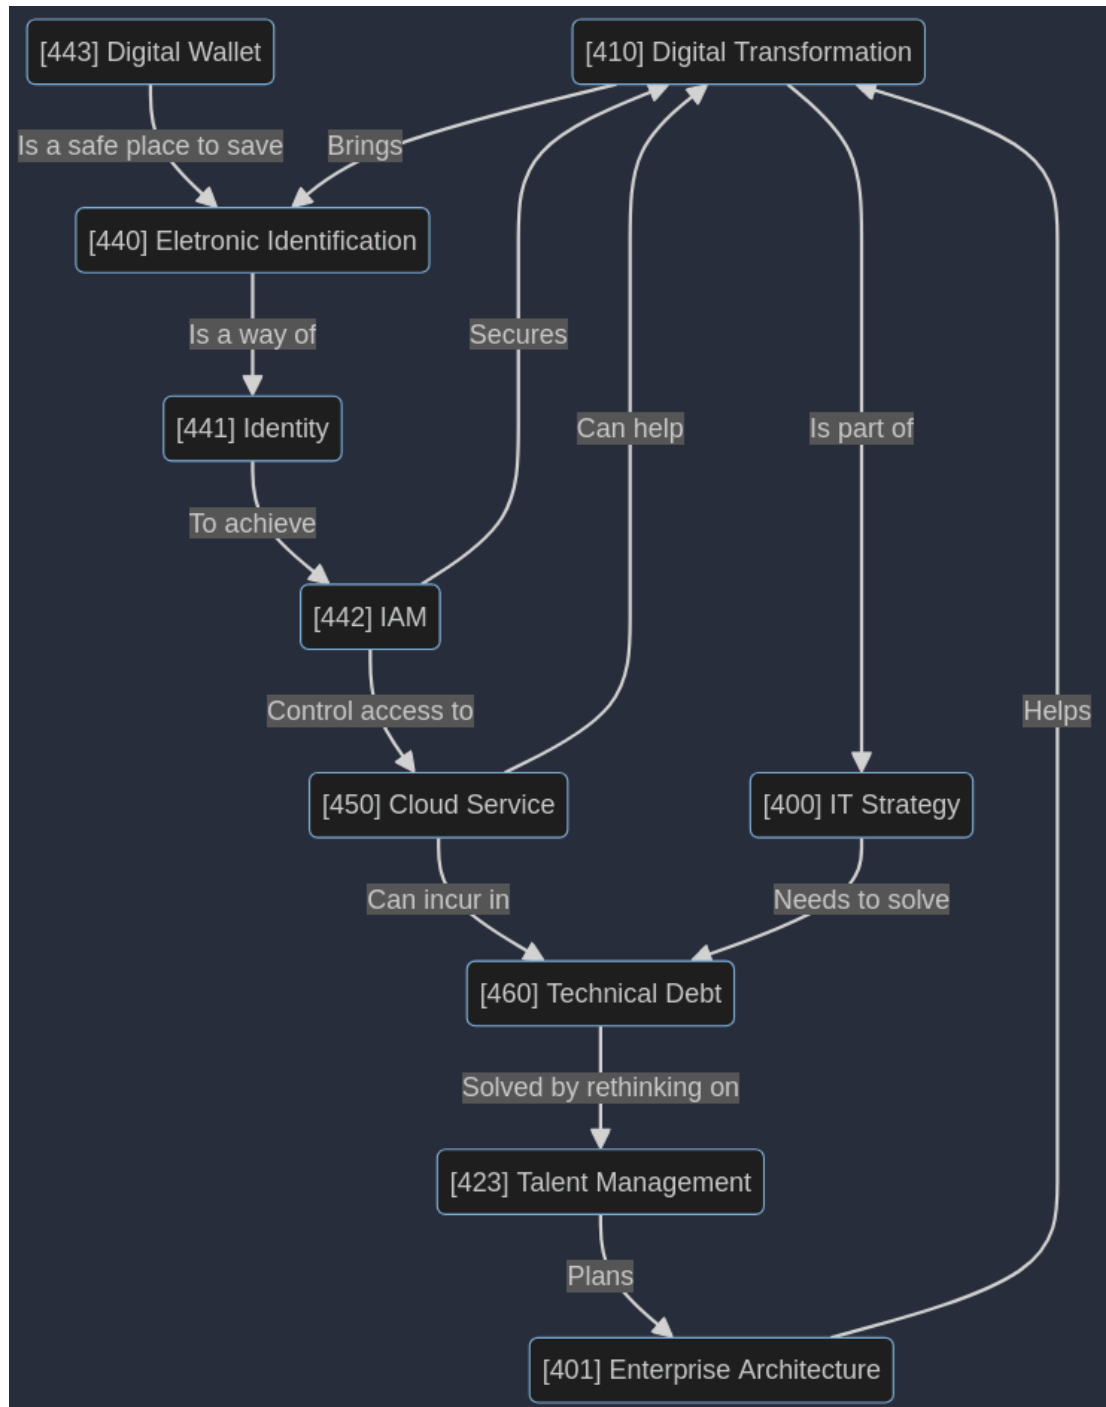 [443] Digital Wallet
[410] Digital Transformation
Is a safe place to save
Brings
[440] Eletronic Identification
Is a way of
Secures
[441] Identity
Can help
Is part of
To achieve
[442] IAM
Control access to
Helps
[450] Cloud Service
[400] IT Strategy
Can incur in
Needs to solve
[460] Technical Debt
Solved by rethinking on
[423] Talent Management
Plans
[401] Enterprise Architecture